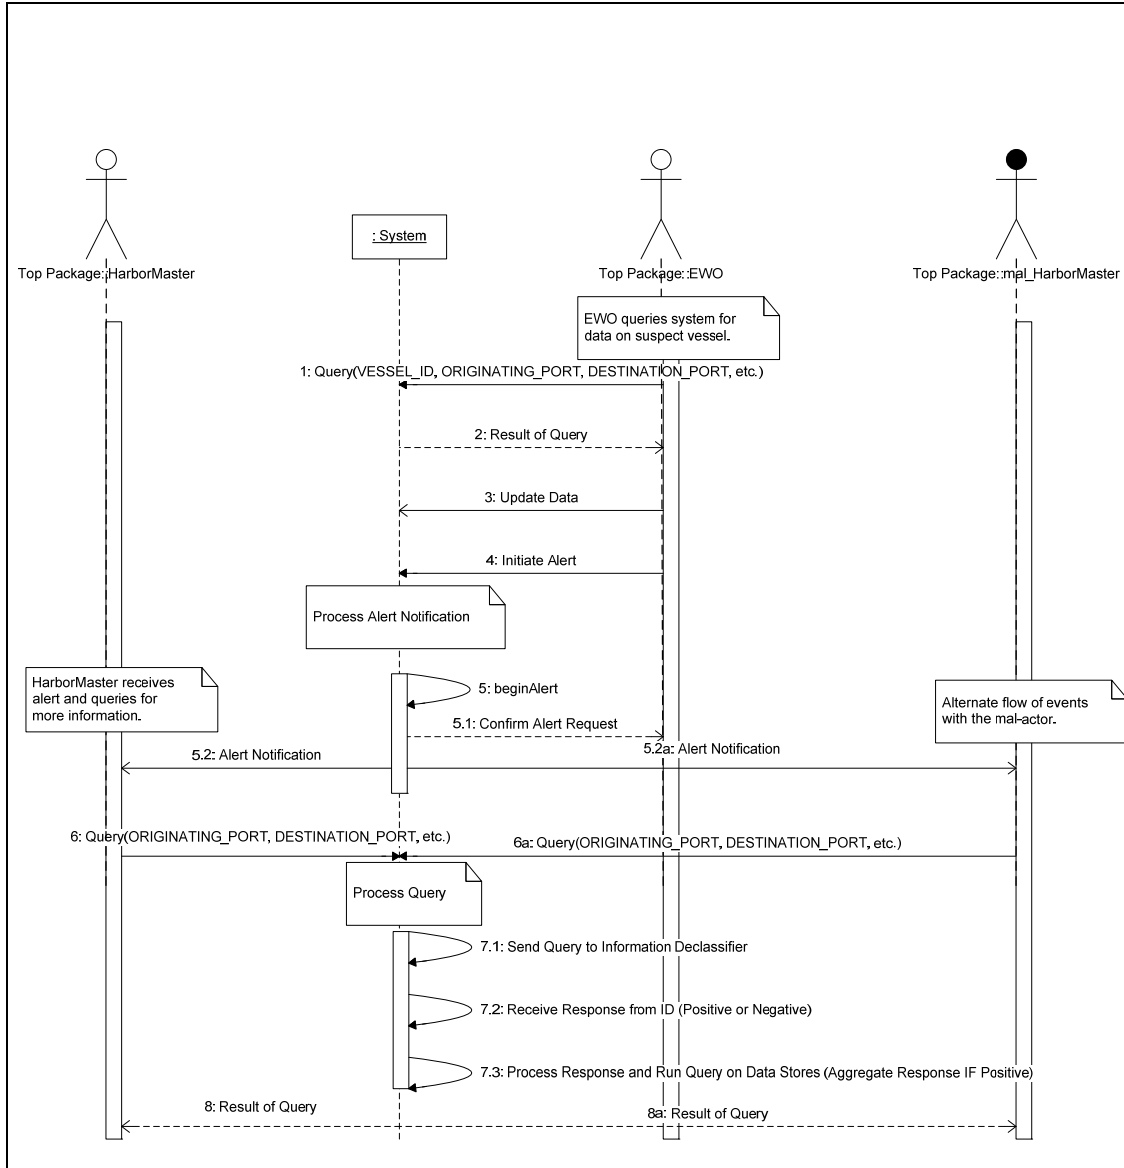 : System
Top Package::HarborMaster
Top Package::EWO
Top Package::mal_HarborMaster
EWO queries system for
data on suspect vessel.
1: Query(VESSEL_ID, ORIGINATING_PORT, DESTINATION_PORT, etc.)
2: Result of Query
3: Update Data
4: Initiate Alert
Process Alert Notification
HarborMaster receives
alert and queries for
more information.
5: beginAlert
Alternate flow of events
with the mal-actor.
5.1: Confirm Alert Request
5.2: Alert Notification
5.2a: Alert Notification
6: Query(ORIGINATING_PORT, DESTINATION_PORT, etc.)
6a: Query(ORIGINATING_PORT, DESTINATION_PORT, etc.)
Process Query
7.1: Send Query to Information Declassifier
7.2: Receive Response from ID (Positive or Negative)
7.3: Process Response and Run Query on Data Stores (Aggregate Response IF Positive)
8: Result of Query
8a: Result of Query